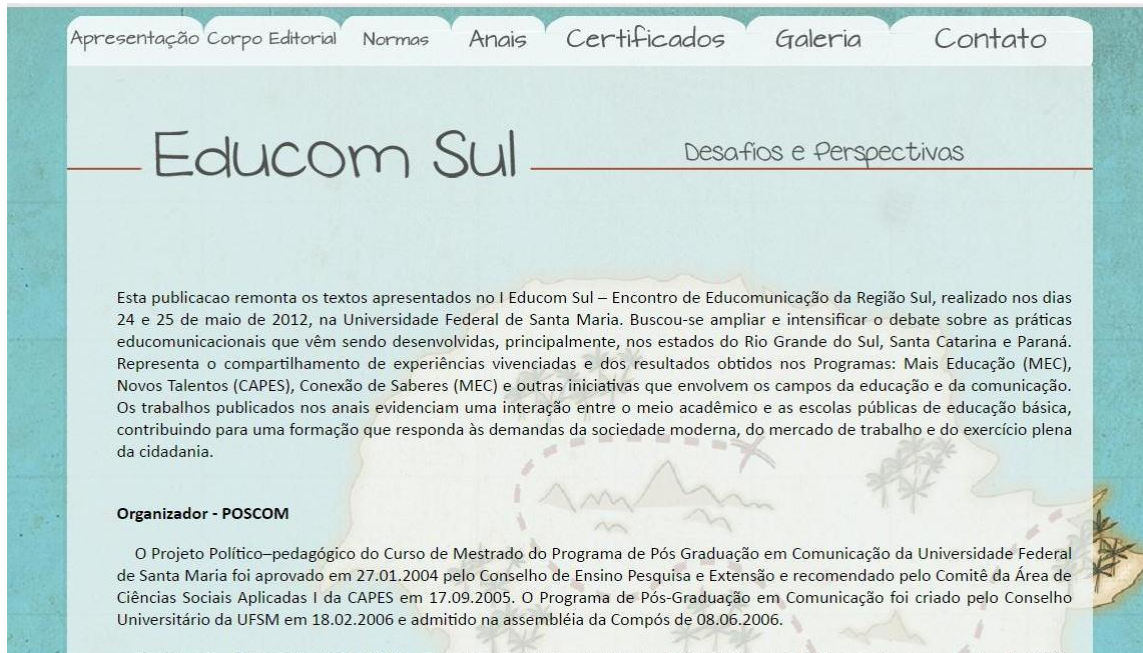 Apresentação Corpo Editorial Normas Anais Certificados Galeria Contato
Educom Sul Desafios e Perspectivas
Esta publicacao remonta os textos apresentados no I Educom Sul – Encontro de Educomunicação da Região Sul, realizado nos dias
24 e 25 de maio de 2012, na Universidade Federal de Santa Maria. Buscou-se ampliar e intensificar o debate sobre as práticas
educomunicacionais que vêm sendo desenvolvidas, principalmente, nos estados do Rio Grande do Sul, Santa Catarina e Paraná.
Representa o compartilhamento de experiências vivenciadas e dos resultados obtidos nos Programas: Mais Educação (MEC),
Novos Talentos (CAPES), Conexão de Saberes (MEC) e outras iniciativas que envolvem os campos da educação e da comunicação.
Os trabalhos publicados nos anais evidenciam uma interação entre o meio acadêmico e as escolas públicas de educação básica,
contribuindo para uma formação que responda às demandas da sociedade moderna, do mercado de trabalho e do exercício plena
da cidadania.
Organizador - POSCOM
O Projeto Político–pedagógico do Curso de Mestrado do Programa de Pós Graduação em Comunicação da Universidade Federal
de Santa Maria foi aprovado em 27.01.2004 pelo Conselho de Ensino Pesquisa e Extensão e recomendado pelo Comitê da Área de
Ciências Sociais Aplicadas I da CAPES em 17.09.2005. O Programa de Pós-Graduação em Comunicação foi criado pelo Conselho
Universitário da UFSM em 18.02.2006 e admitido na assembléia da Compós de 08.06.2006.